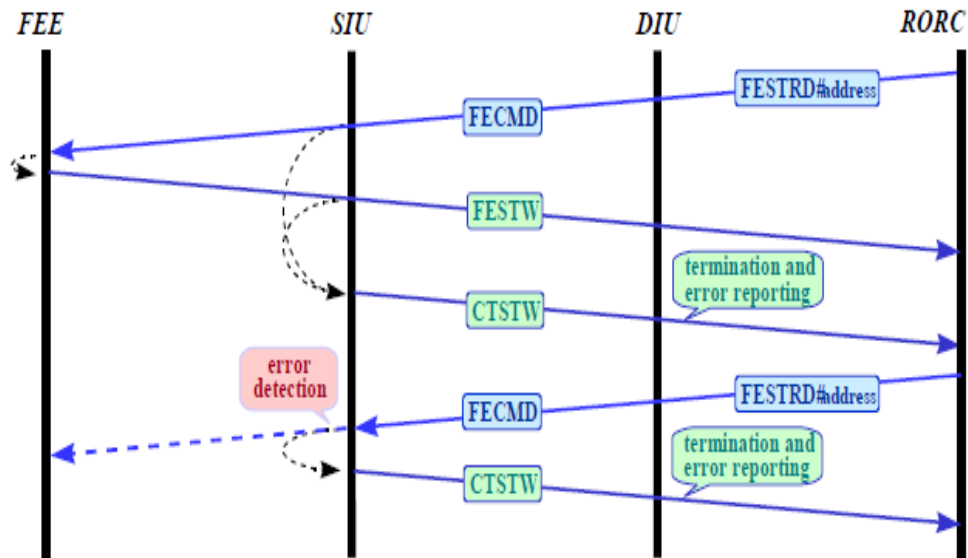 FEE
SIU
DIU
RORC
FESTRD#address
FECMD
FESTW
termination and
error reporting
CTSTW
error
detection
FESTRD#address
FECMD
termination and
error reporting
CTSTW